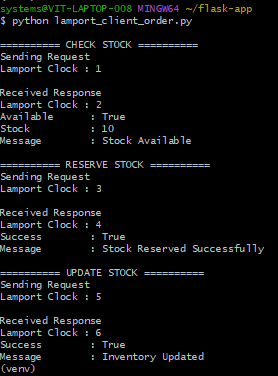 systems@VIT-LAPTOP-008 MINGW64 ~/flask-app
$ python lamport_client_order.py

========== CHECK STOCK ==========
Sending Request
Lamport Clock : 1

Received Response
Lamport Clock : 2
Available     : True
Stock         : 10
Message       : Stock Available

========== RESERVE STOCK ==========
Sending Request
Lamport Clock : 3

Received Response
Lamport Clock : 4
Success       : True
Message       : Stock Reserved Successfully

========== UPDATE STOCK ==========
Sending Request
Lamport Clock : 5

Received Response
Lamport Clock : 6
Success       : True
Message       : Inventory Updated
(venv)